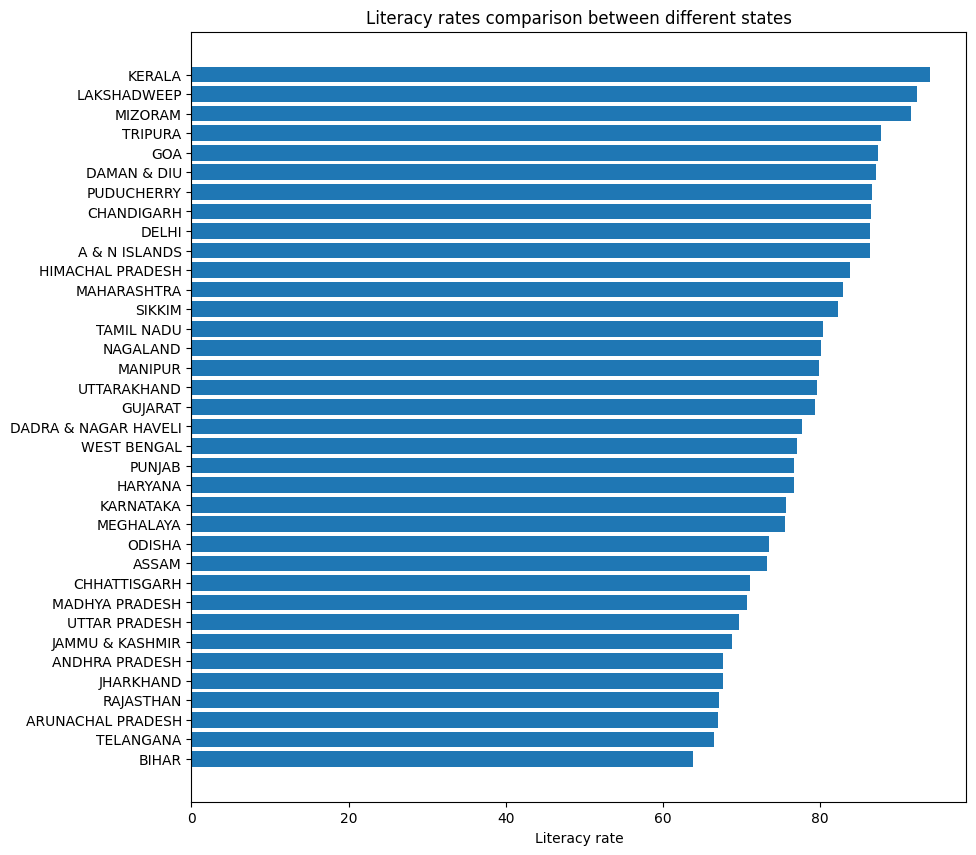 Literacy rates comparison between different states
KERALA
LAKSHADWEEP
MIZORAM
TRIPURA
GOA
DAMAN & DIU
PUDUCHERRY
CHANDIGARH
DELHI
A & N ISLANDS
HIMACHAL PRADESH
MAHARASHTRA
SIKKIM
TAMIL NADU
NAGALAND
MANIPUR
UTTARAKHAND
GUJARAT
DADRA & NAGAR HAVELI
WEST BENGAL
PUNJAB
HARYANA
KARNATAKA
MEGHALAYA
ODISHA
ASSAM
CHHATTISGARH
MADHYA PRADESH
UTTAR PRADESH
JAMMU & KASHMIR
ANDHRA PRADESH
JHARKHAND
RAJASTHAN
ARUNACHAL PRADESH
TELANGANA
BIHAR
0 20 40 60 80
Literacy rate